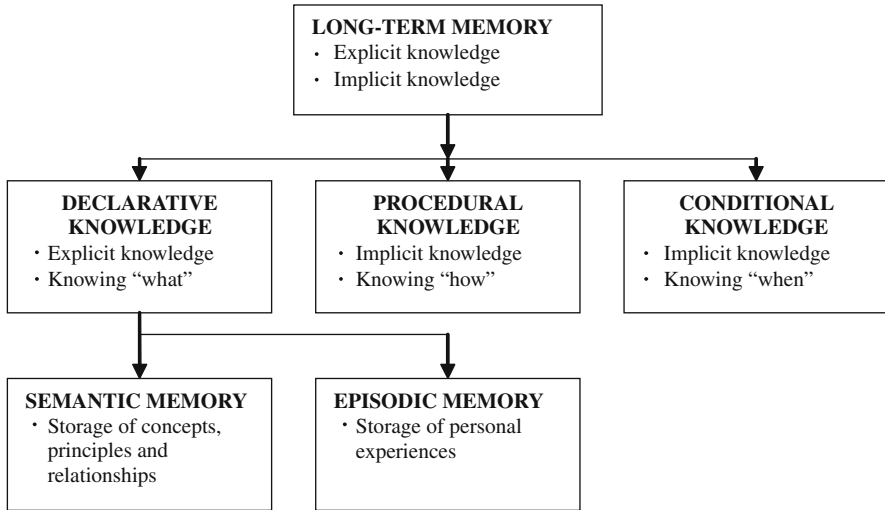 LONG-TERM MEMORY
· Explicit knowledge
· Implicit knowledge
DECLARATIVE
KNOWLEDGE
· Explicit knowledge
· Knowing “what”
PROCEDURAL
KNOWLEDGE
· Implicit knowledge
· Knowing “how”
CONDITIONAL
KNOWLEDGE
· Implicit knowledge
· Knowing “when”
SEMANTIC MEMORY
· Storage of concepts,
principles and
relationships
EPISODIC MEMORY
· Storage of personal
experiences